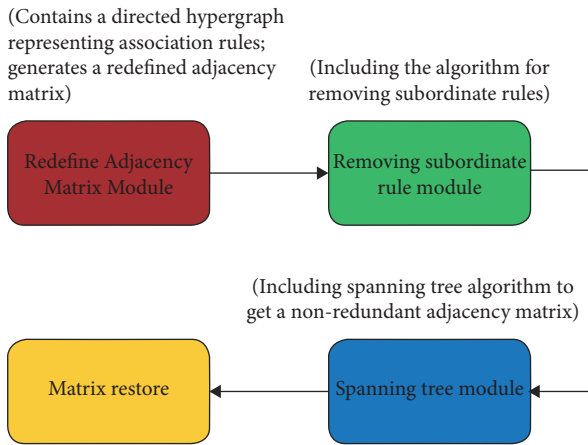 (Contains a directed hypergraph
representing association rules;
generates a redefined adjacency
matrix)
(Including the algorithm for
removing subordinate rules)
Redefine Adjacency
Matrix Module
Removing subordinate
rule module
(Including spanning tree algorithm to
get a non-redundant adjacency matrix)
Matrix restore
Spanning tree module